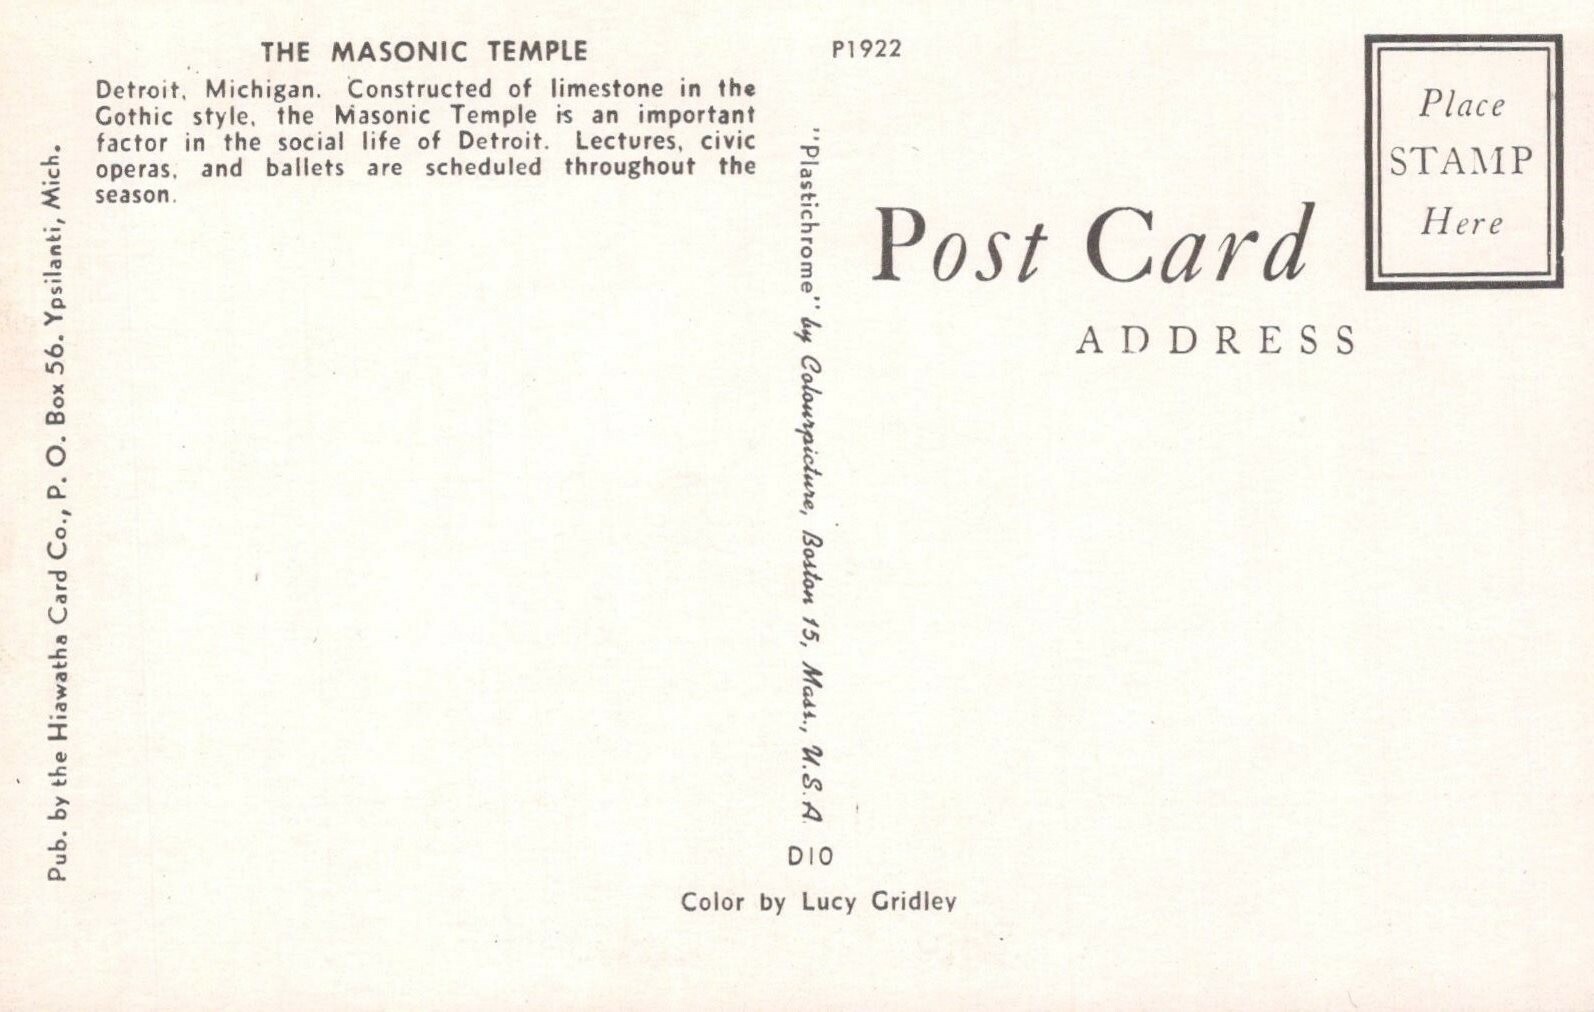 THE MASONIC TEMPLE
Detroit, Michigan. Constructed of limestone in the
Gothic style, the Masonic Temple is an important
factor in the social life of Detroit. Lectures, civic
operas, and ballets are scheduled throughout the
season.
Pub. by the Hiawatha Card Co., P. O. Box 56. Ypsilanti, Mich.
P1922
"Plastichrome" by Colourpicture, Boston 15, Mass., U.S.A.
D10
Color by Lucy Gridley
Post Card
ADDRESS
Place
STAMP
Here